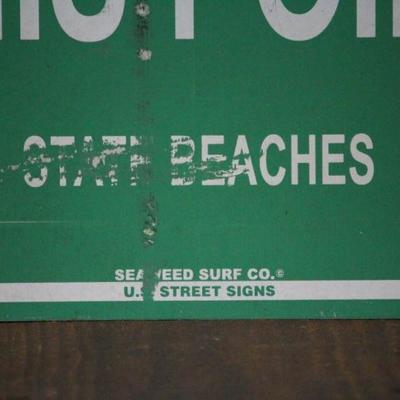 STATE BEACHES
SEAWEED SURF CO.©
U.S. STREET SIGNS